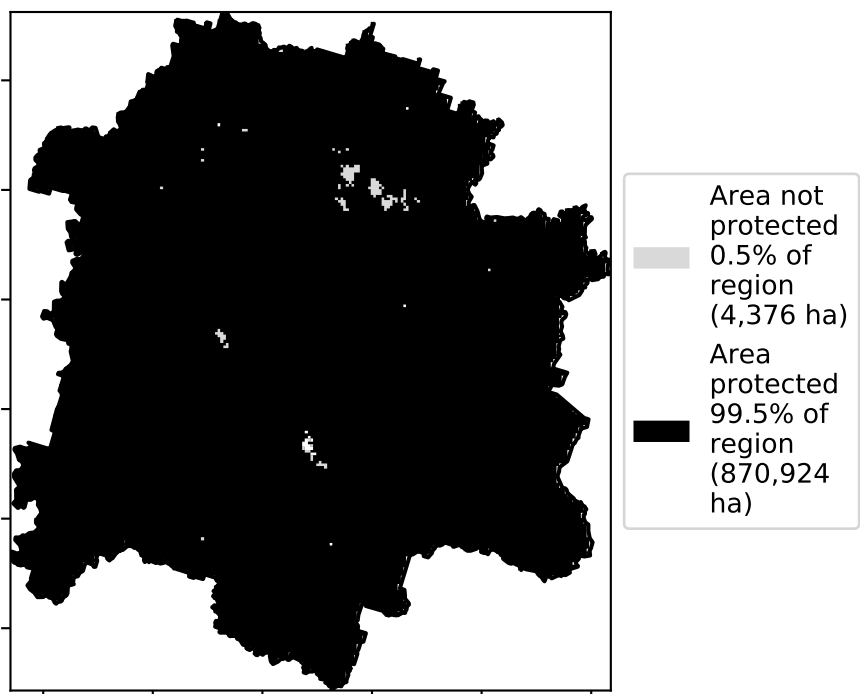 Area not
protected
0.5% of
region
(4,376 ha)
Area
protected
99.5% of
region
(870,924
ha)